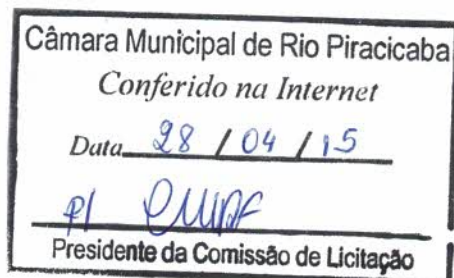 Câmara Municipal de Rio Piracicaba
Conferido na Internet
Data 28 / 04 / 15
p/
Presidente da Comissão de Licitação